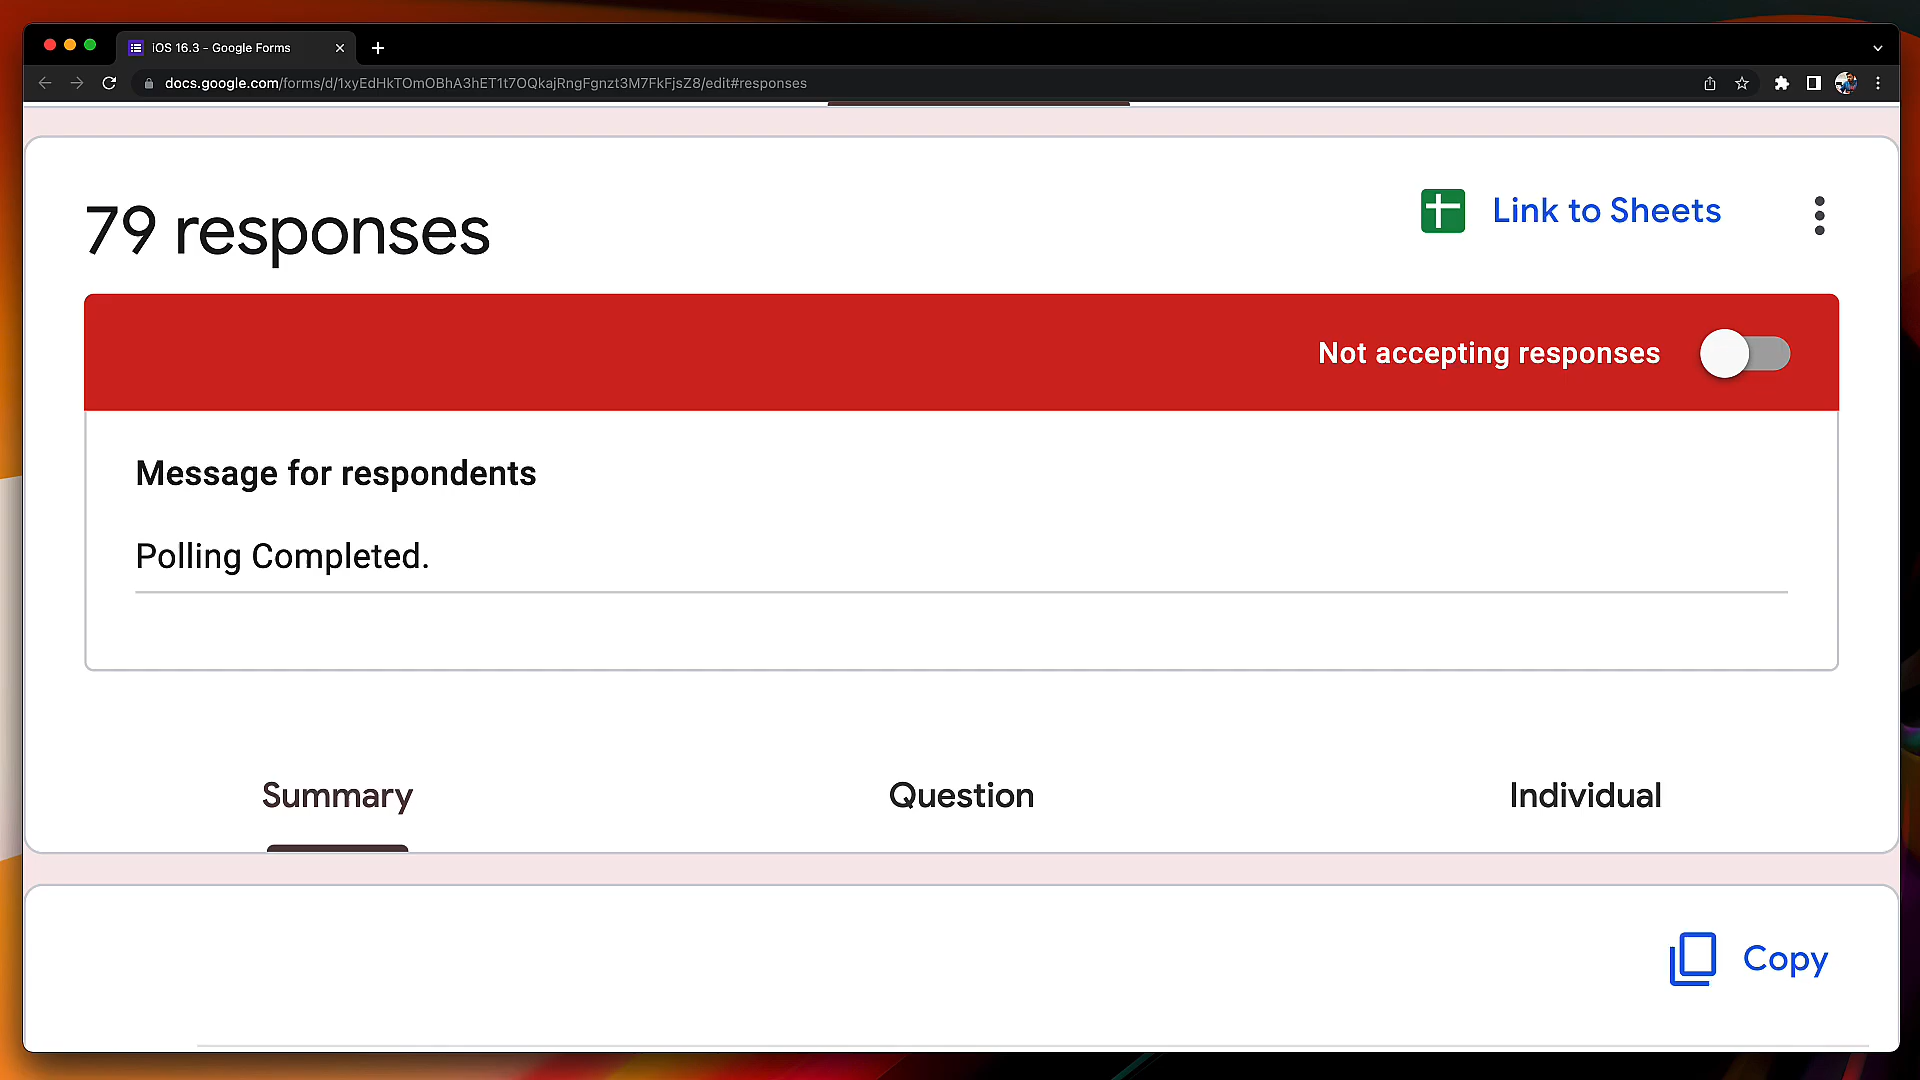 iOS 16.3 - Google Forms
docs.google.com/forms/d/1xyEdHkTOmOBhA3hET1t7OQkajRngFgnzt3M7FkFjsZ8/edit#responses
79 responses
Link to Sheets
Not accepting responses
Message for respondents
Polling Completed.
Summary
Question
Individual
Copy